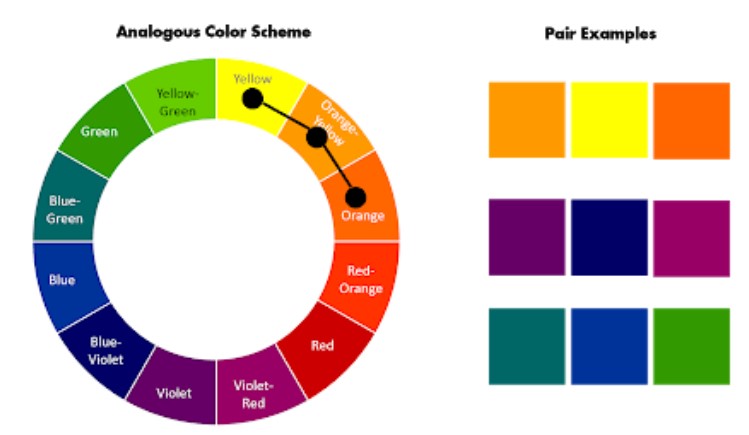 Analogous Color Scheme
Pair Examples
Yellow
Orange-
Yellow
Orange
Red-
Orange
Red
Violet-
Red
Violet
Blue-
Violet
Blue
Blue-
Green
Green
Yellow-
Green